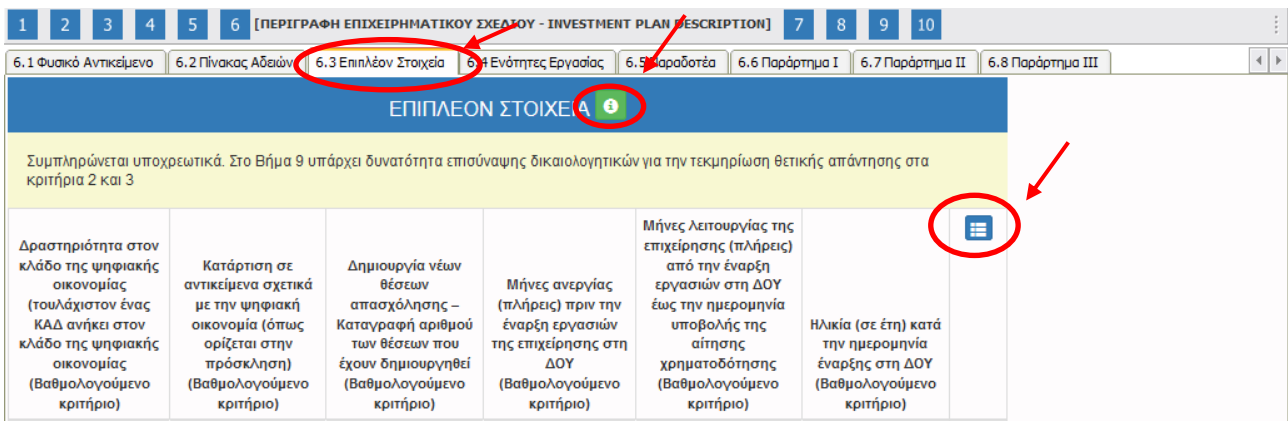 1 2 3 4 5 6 [ΠΕΡΙΓΡΑΦΗ ΕΠΙΧΕΙΡΗΜΑΤΙΚΟΥ ΣΧΕΔΙΟΥ - INVESTMENT PLAN DESCRIPTION] 7 8 9 10
6.1 Φυσικό Αντικείμενο 6.2 Πίνακας Αδειών 6.3 Επιπλέον Στοιχεία 6.4 Ενότητες Εργασίας 6.5 Παραδοτέα 6.6 Παράρτημα I 6.7 Παράρτημα II 6.8 Παράρτημα III
ΕΠΙΠΛΕΟΝ ΣΤΟΙΧΕΙΑ
Συμπληρώνεται υποχρεωτικά. Στο Βήμα 9 υπάρχει δυνατότητα επισύναψης δικαιολογητικών για την τεκμηρίωση θετικής απάντησης στα
κριτήρια 2 και 3
Δραστηριότητα στον
κλάδο της ψηφιακής
οικονομίας
(τουλάχιστον ένας
ΚΑΔ ανήκει στον
κλάδο της ψηφιακής
οικονομίας
(Βαθμολογούμενο
κριτήριο)
Κατάρτιση σε
αντικείμενα σχετικά
με την ψηφιακή
οικονομία (όπως
ορίζεται στην
πρόσκληση)
(Βαθμολογούμενο
κριτήριο)
Δημιουργία νέων
θέσεων
απασχόλησης –
Καταγραφή αριθμού
των θέσεων που
έχουν δημιουργηθεί
(Βαθμολογούμενο
κριτήριο)
Μήνες ανεργίας
(πλήρεις) πριν την
έναρξη εργασιών
της επιχείρησης στη
ΔΟΥ
(Βαθμολογούμενο
κριτήριο)
Μήνες λειτουργίας της
επιχείρησης (πλήρεις)
από την έναρξη
εργασιών στη ΔΟΥ
έως την ημερομηνία
υποβολής της
αίτησης
χρηματοδότησης
(Βαθμολογούμενο
κριτήριο)
Ηλικία (σε έτη) κατά
την ημερομηνία
έναρξης στη ΔΟΥ
(Βαθμολογούμενο
κριτήριο)